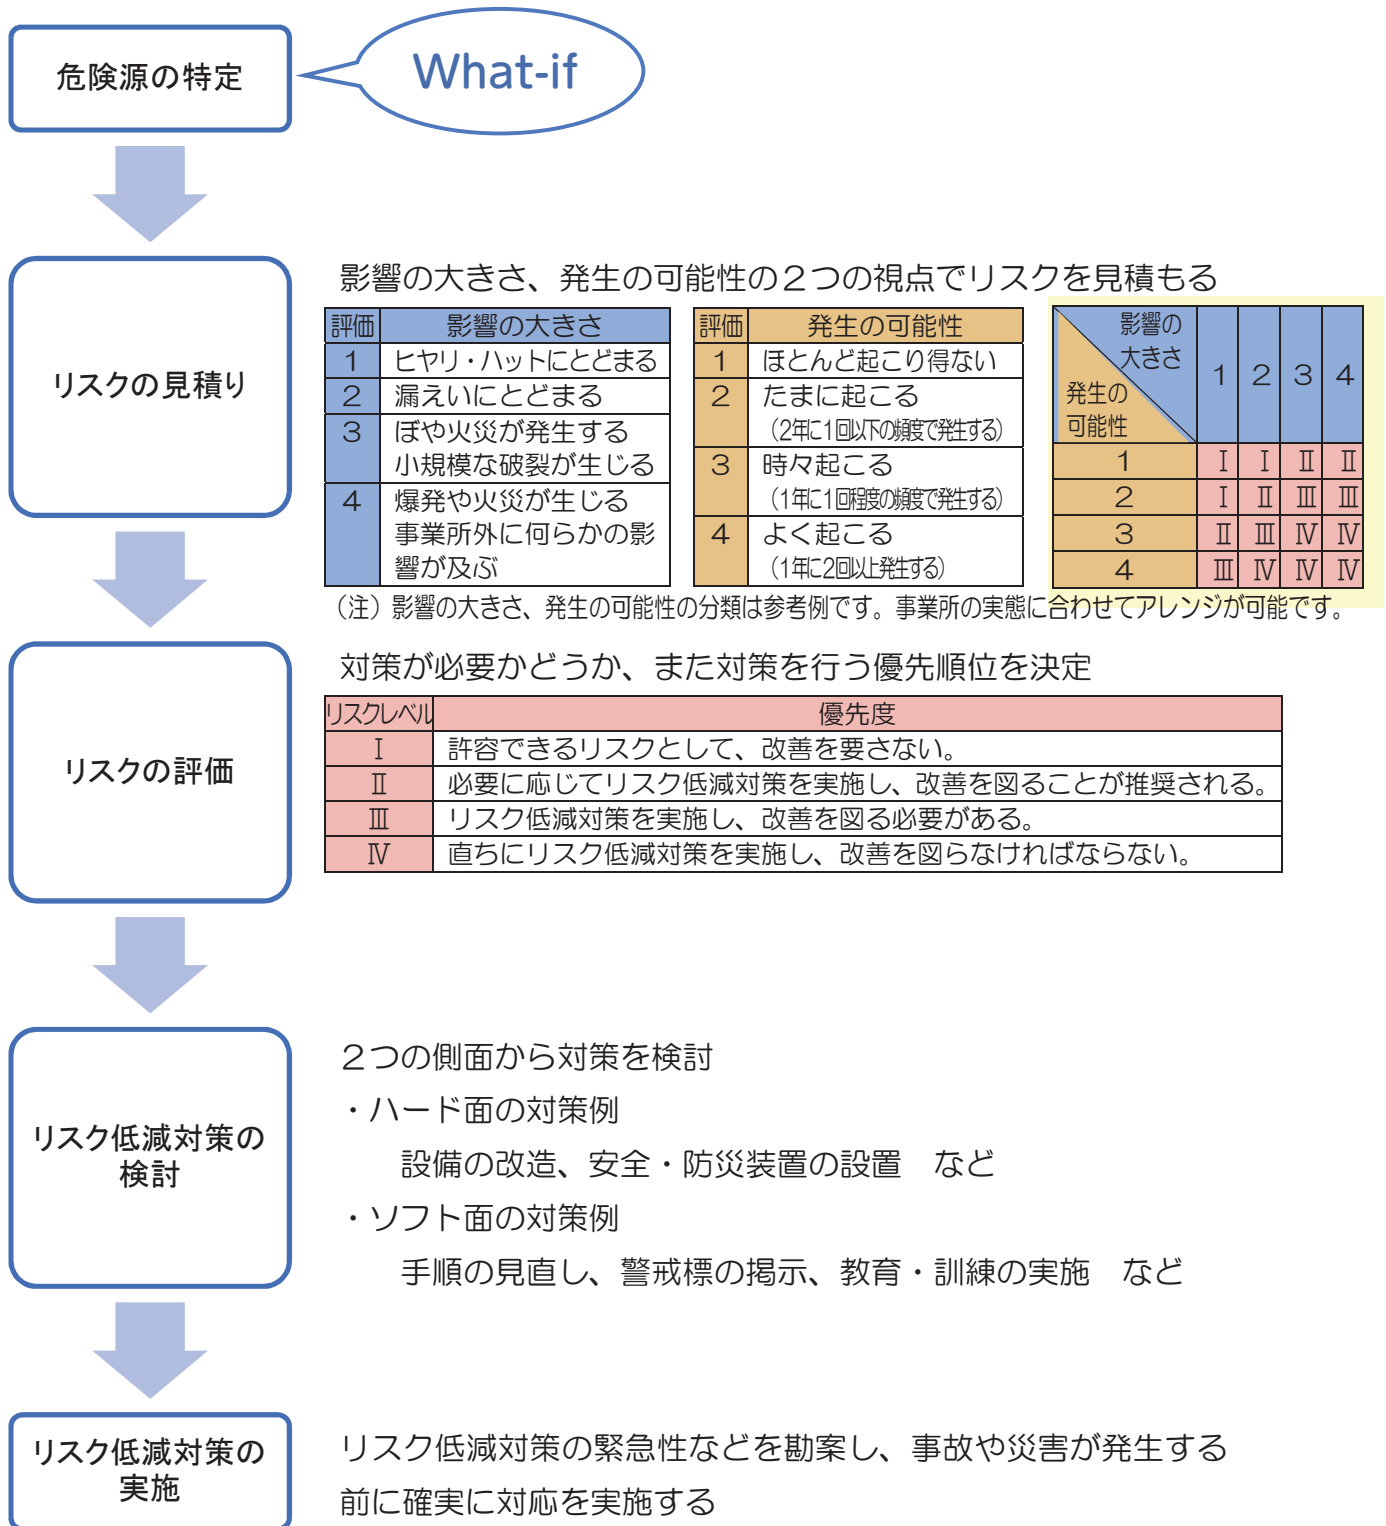 危険源の特定
What-if
リスクの見積り
影響の大きさ、発生の可能性の２つの視点でリスクを見積もる
評価 影響の大きさ
1 ヒヤリ・ハットにとどまる
2 漏えいにとどまる
3 ぼや火災が発生する
小規模な破裂が生じる
4 爆発や火災が生じる
事業所外に何らかの影
響が及ぶ
評価 発生の可能性
1 ほとんど起こり得ない
2 たまに起こる
（2年に1回以下の頻度で発生する）
3 時々起こる
（1年に1回程度の頻度で発生する）
4 よく起こる
（1年に2回以上発生する）
影響の
大きさ
発生の
可能性
1 2 3 4
1 Ⅰ Ⅰ Ⅱ Ⅱ
2 Ⅰ Ⅱ Ⅲ Ⅲ
3 Ⅱ Ⅲ Ⅳ Ⅳ
4 Ⅲ Ⅳ Ⅳ Ⅳ
（注）影響の大きさ、発生の可能性の分類は参考例です。事業所の実態に合わせてアレンジが可能です。
リスクの評価
対策が必要かどうか、また対策を行う優先順位を決定
リスクレベル 優先度
Ⅰ 許容できるリスクとして、改善を要さない。
Ⅱ 必要に応じてリスク低減対策を実施し、改善を図ることが推奨される。
Ⅲ リスク低減対策を実施し、改善を図る必要がある。
Ⅳ 直ちにリスク低減対策を実施し、改善を図らなければならない。
リスク低減対策の
検討
２つの側面から対策を検討
・ハード面の対策例
設備の改造、安全・防災装置の設置　など
・ソフト面の対策例
手順の見直し、警戒標の掲示、教育・訓練の実施　など
リスク低減対策の
実施
リスク低減対策の緊急性などを勘案し、事故や災害が発生する
前に確実に対応を実施する